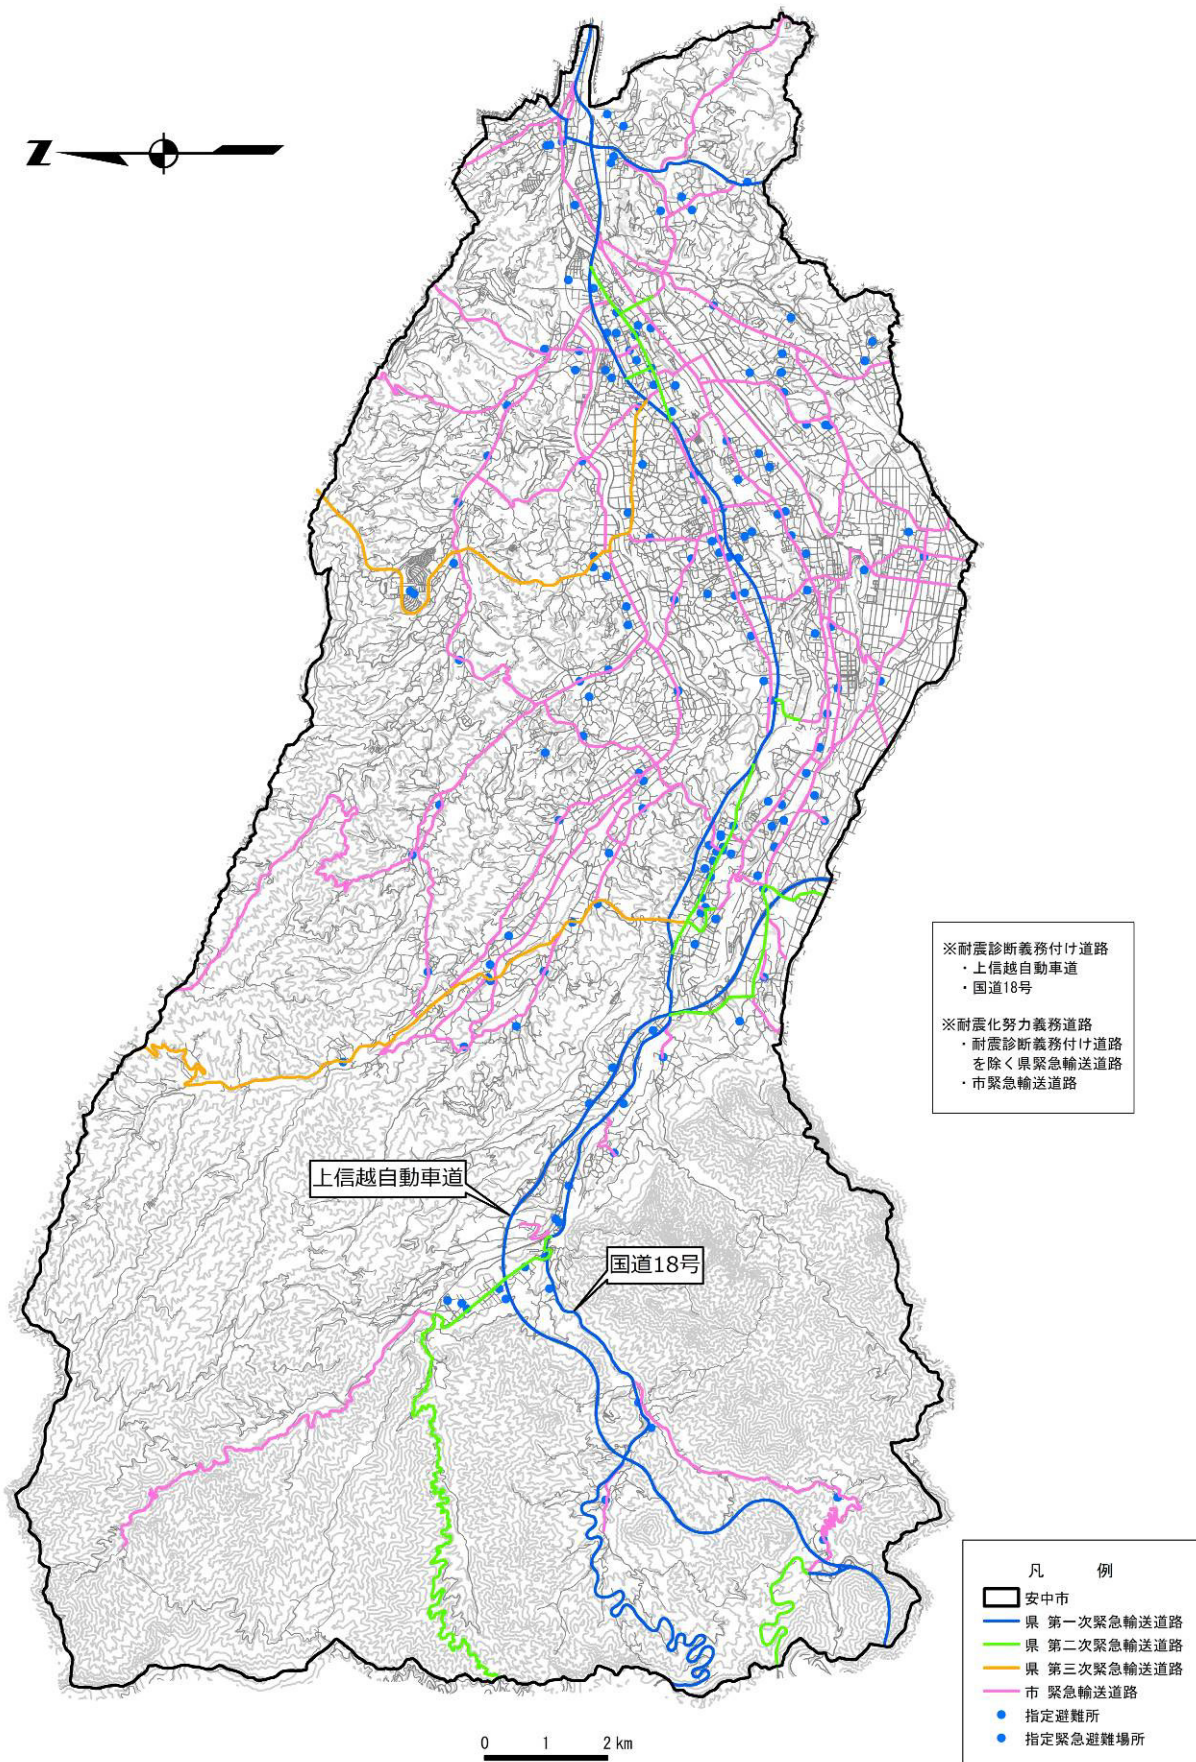 Z
※耐震診断義務付け道路
・上信越自動車道
・国道18号
※耐震化努力義務道路
・耐震診断義務付け道路
を除く県緊急輸送道路
・市緊急輸送道路
上信越自動車道
国道18号
凡 例
安中市
県 第一次緊急輸送道路
県 第二次緊急輸送道路
県 第三次緊急輸送道路
市 緊急輸送道路
指定避難所
指定緊急避難場所
0 1 2 km